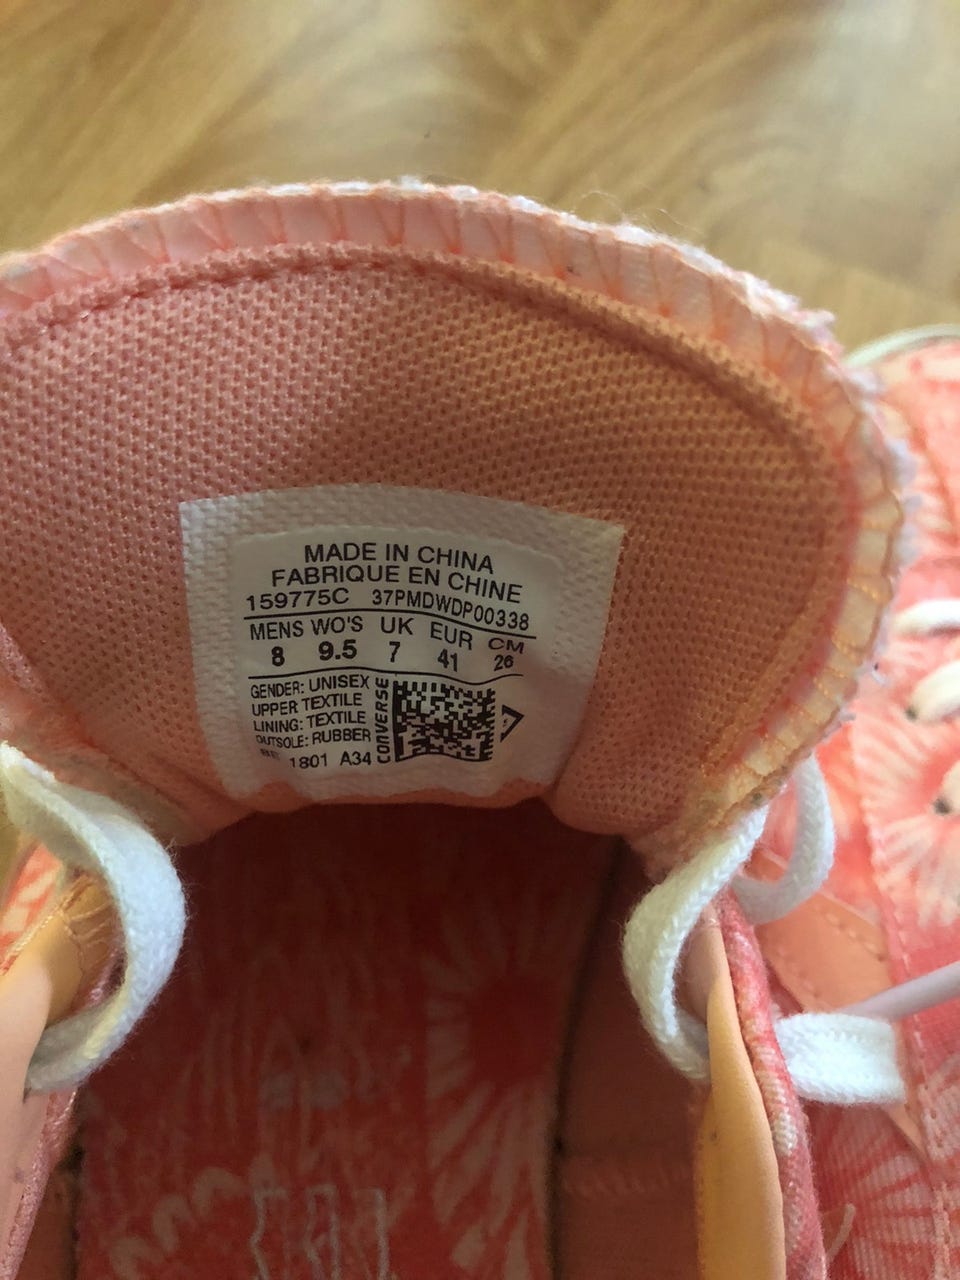 MADE IN CHINA
FABRIQUE EN CHINE
159775C 37PMDWDP00338
MENS WO'S UK EUR CM
8 9.5 7 41 26
GENDER: UNISEX
UPPER TEXTILE
LINING: TEXTILE
OUTSOLE: RUBBER
1801 A34
CONVERSE